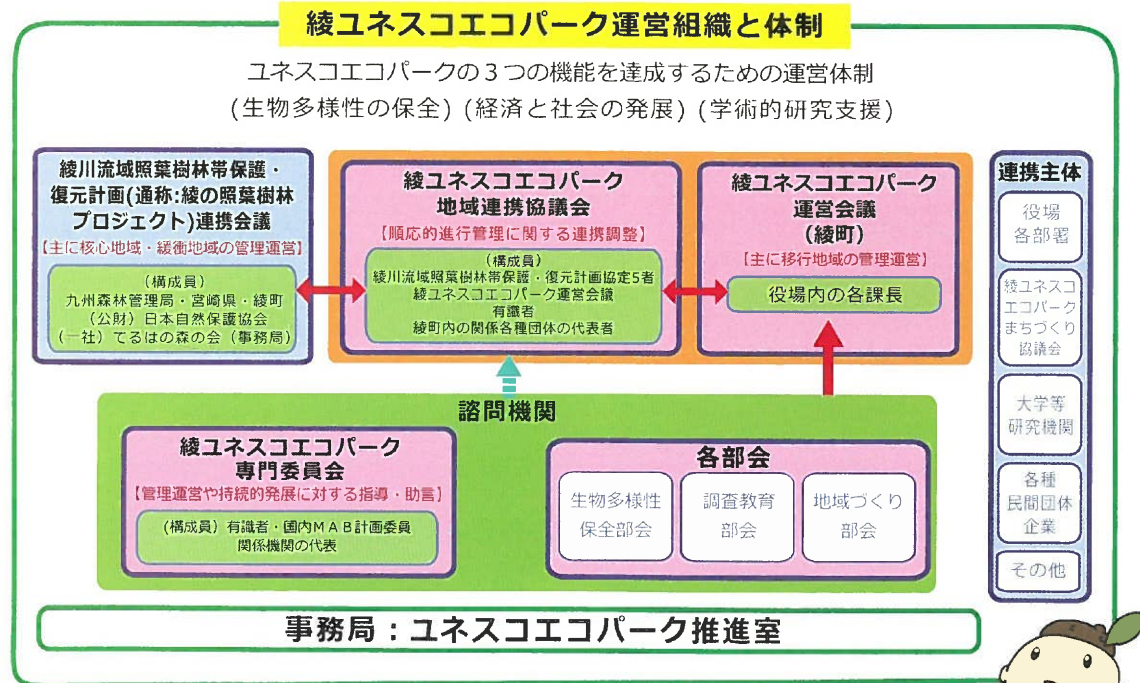 綾ユネスコエコパーク運営組織と体制
ユネスコエコパークの3つの機能を達成するための運営体制
(生物多様性の保全) (経済と社会の発展) (学術的研究支援)
綾川流域照葉樹林帯保護・
復元計画(通称:綾の照葉樹林
プロジェクト)連携会議
【主に核心地域・緩衝地域の管理運営】
(構成員)
九州森林管理局・宮崎県・綾町
(公財)日本自然保護協会
(一社)てるはの森の会(事務局)
綾ユネスコエコパーク
地域連携協議会
【順応的進行管理に関する連携調整】
(構成員)
綾川流域照葉樹林帯保護・復元計画協定5者
綾ユネスコエコパーク運営会議
有識者
綾町内の関係各種団体の代表者
綾ユネスコエコパーク
運営会議
(綾町)
【主に移行地域の管理運営】
役場内の各課長
連携主体
役場
各部署
綾ユネスコ
エコパーク
まちづくり
協議会
大学等
研究機関
各種
民間団体
企業
その他
諮問機関
綾ユネスコエコパーク
専門委員会
【管理運営や持続的発展に対する指導・助言】
(構成員)有識者・国内MAB計画委員
関係機関の代表
各部会
生物多様性
保全部会
調査教育
部会
地域づくり
部会
事務局:ユネスコエコパーク推進室